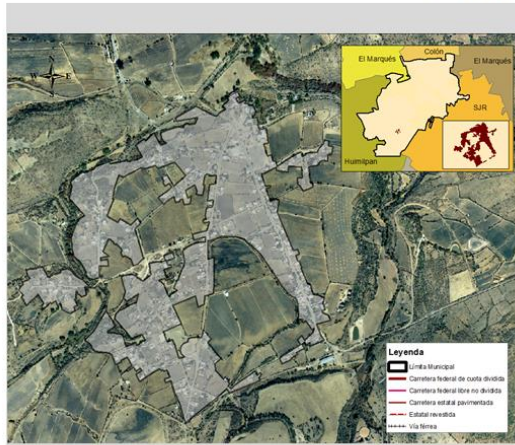 N
W E
S
Colón
El Marqués
El Marqués
SJR
Huimilpan
Leyenda
Límite Municipal
Carretera federal de cuota dividida
Carretera federal libre no dividida
Carretera estatal pavimentada
Estatal revestida
Vía férrea